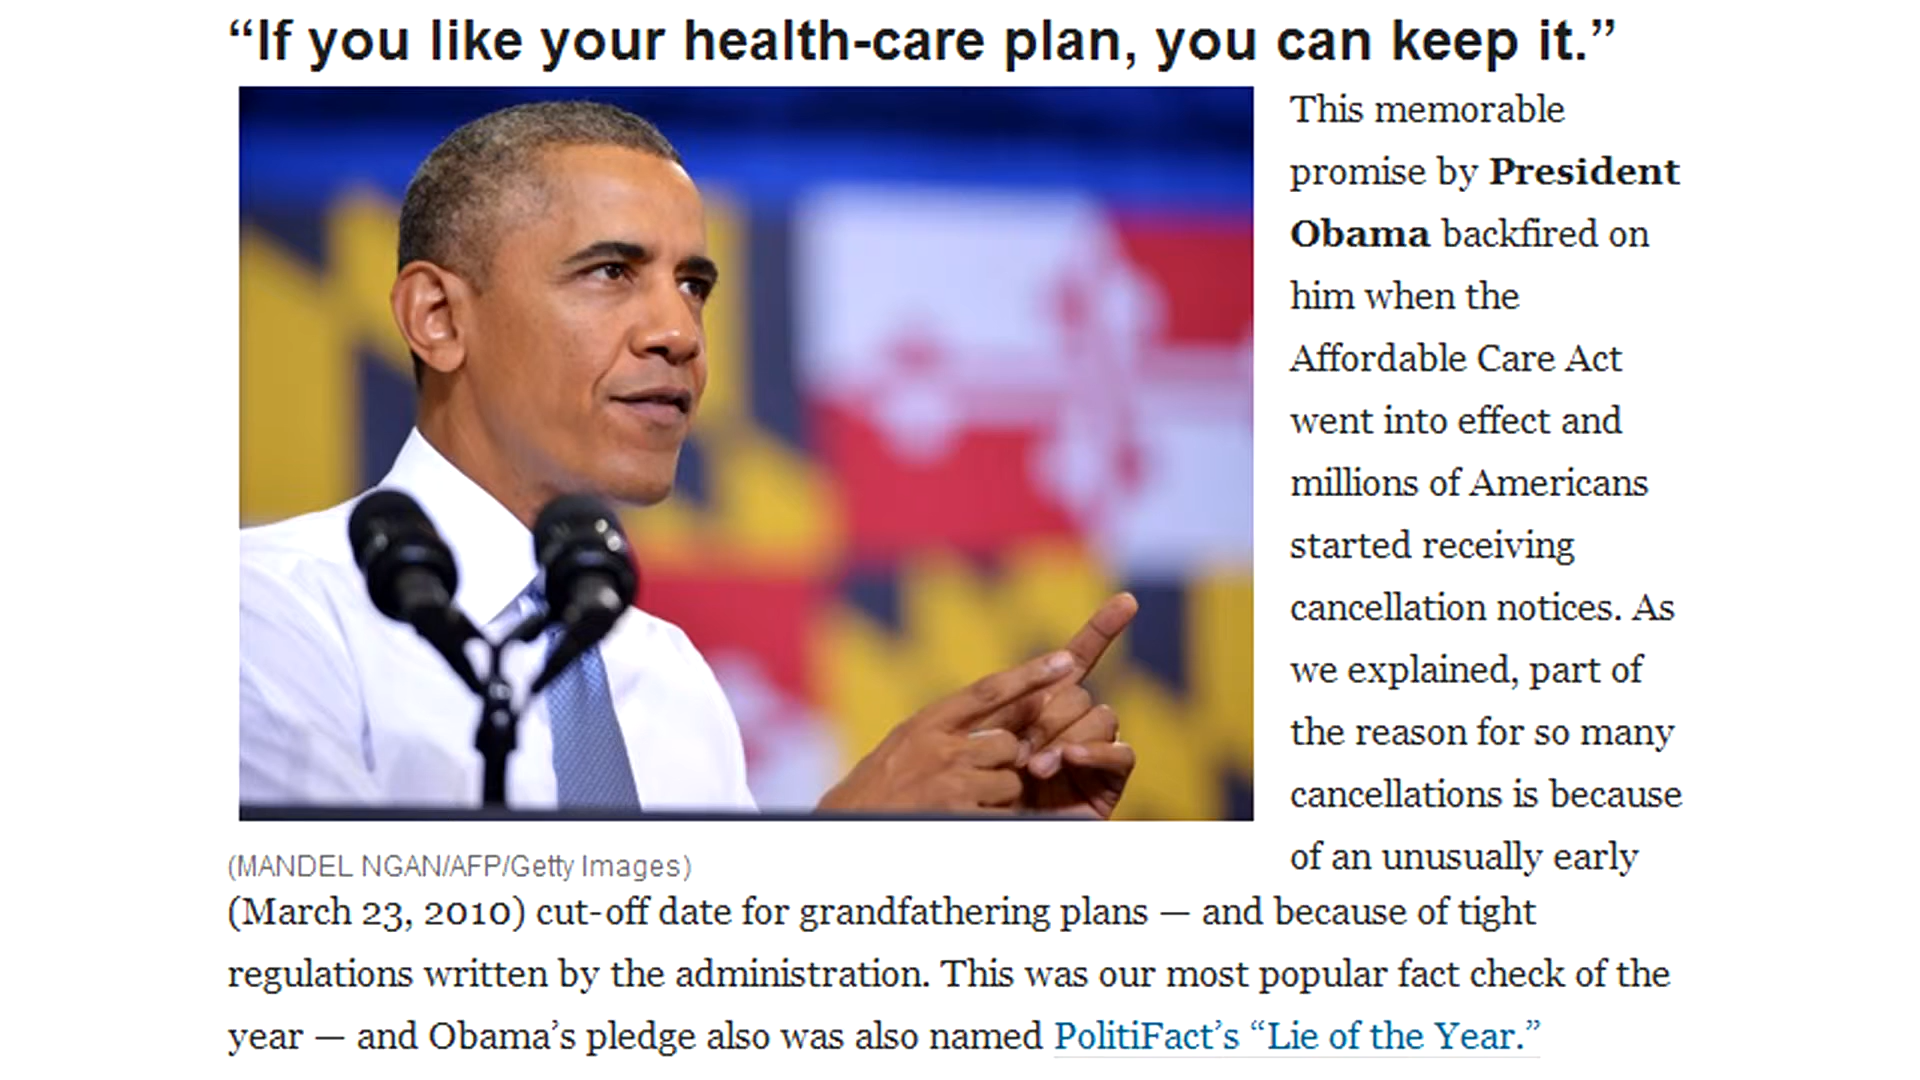 “If you like your health-care plan, you can keep it.”
This memorable
promise by President
Obama backfired on
him when the
Affordable Care Act
went into effect and
millions of Americans
started receiving
cancellation notices. As
we explained, part of
the reason for so many
cancellations is because
of an unusually early
(MANDEL NGAN/AFP/Getty Images)
(March 23, 2010) cut-off date for grandfathering plans — and because of tight
regulations written by the administration. This was our most popular fact check of the
year — and Obama’s pledge also was also named PolitiFact’s “Lie of the Year.”